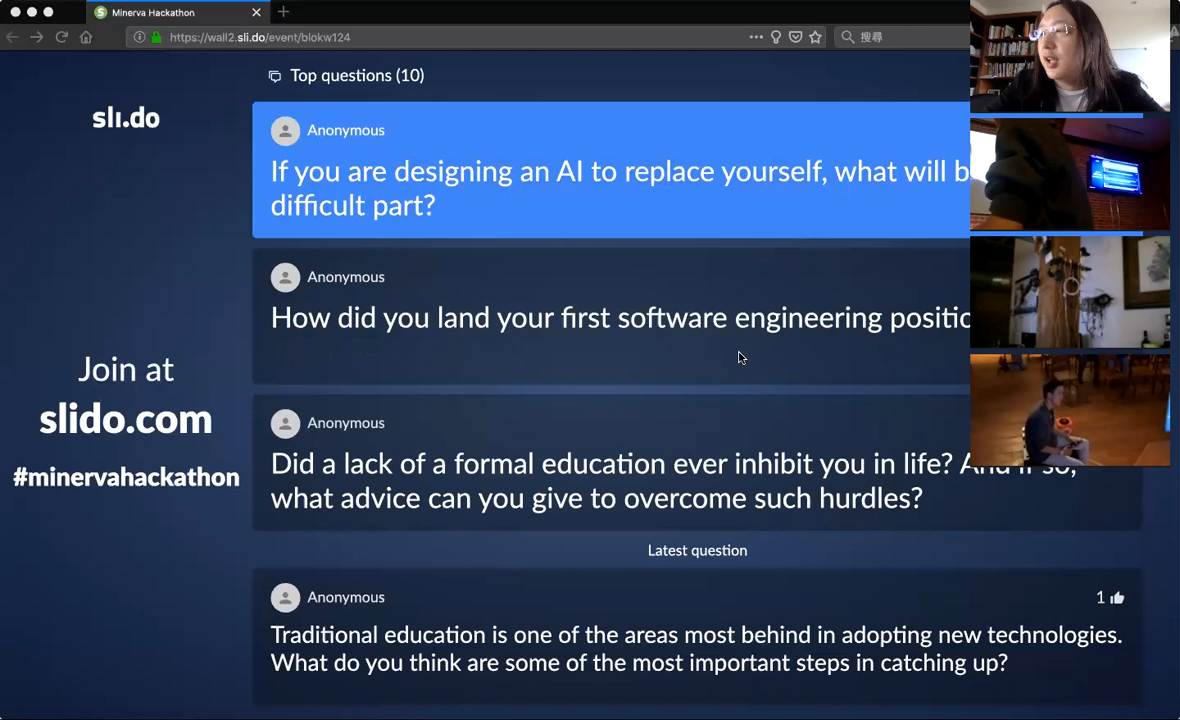 Minerva Hackathon
https://wall2.sli.do/event/blokw124
搜尋
Top questions (10)
sli.do
Anonymous
If you are designing an AI to replace yourself, what will
difficult part?
Anonymous
How did you land your first software engineering
Join at
slido.com
#minervahackathon
Anonymous
Did a lack of a formal education ever inhibit you in life? And if so,
what advice can you give to overcome such hurdles?
Latest question
Anonymous
1
Traditional education is one of the areas most behind in adopting new technologies.
What do you think are some of the most important steps in catching up?